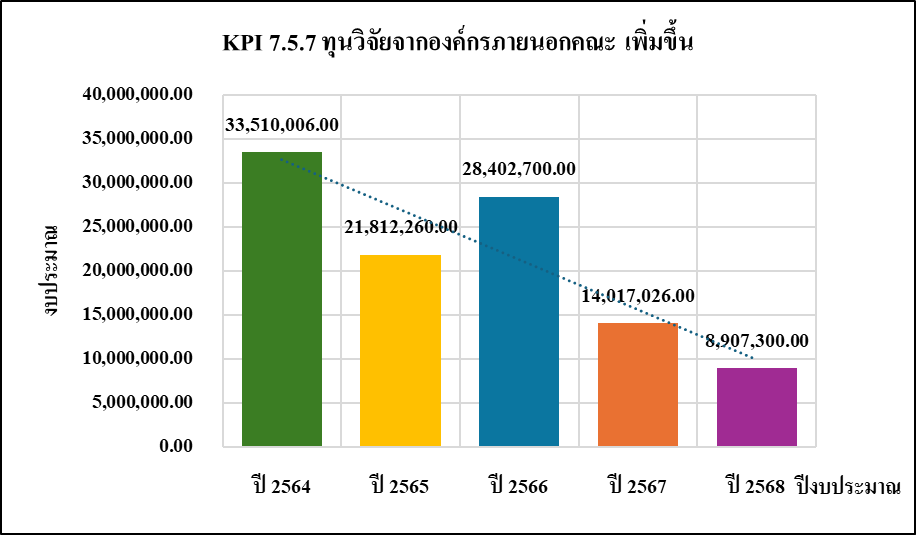 KPI 7.5.7 ทุนวิจัยจากองค์กรภายนอกคณะ เพิ่มขึ้น
40,000,000.00
35,000,000.00
30,000,000.00
25,000,000.00
20,000,000.00
15,000,000.00
10,000,000.00
5,000,000.00
0.00
งบประมาณ
33,510,006.00
21,812,260.00
28,402,700.00
14,017,026.00
8,907,300.00
ปี 2564
ปี 2565
ปี 2566
ปี 2567
ปี 2568
ปีงบประมาณ